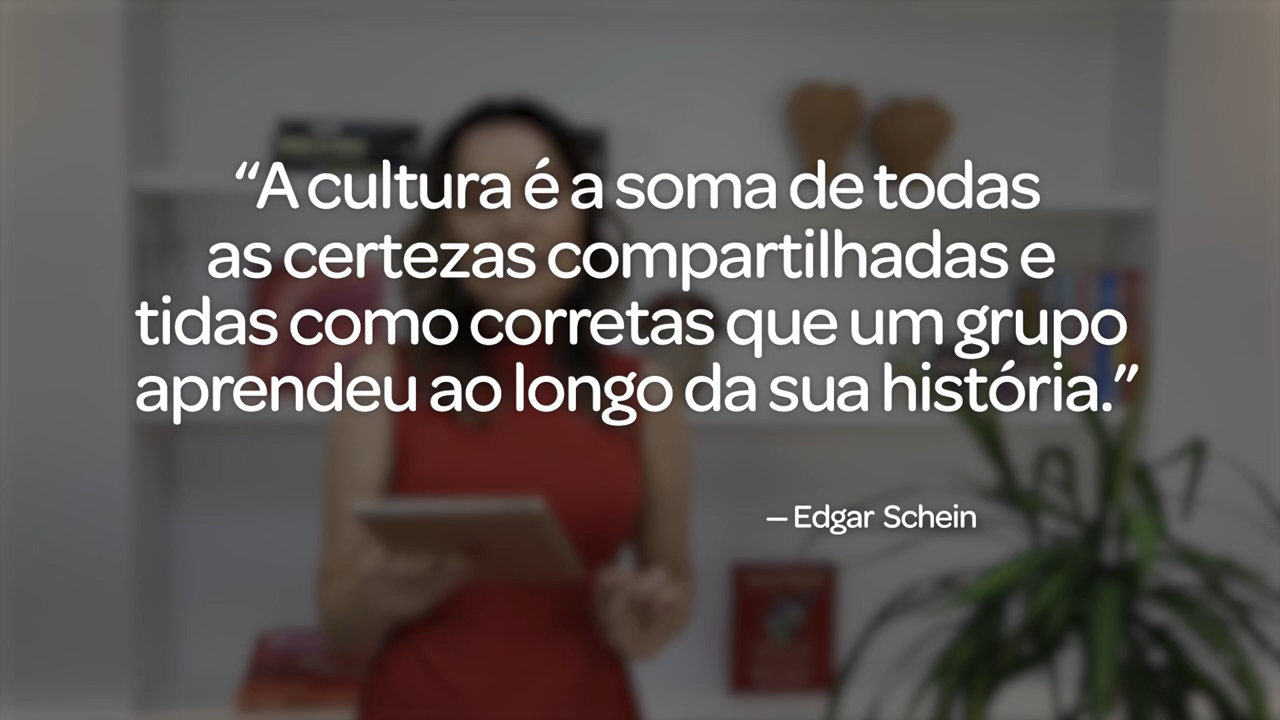 “A cultura é a soma de todas
as certezas compartilhadas e
tidas como corretas que um grupo
aprendeu ao longo da sua história.”
— Edgar Schein